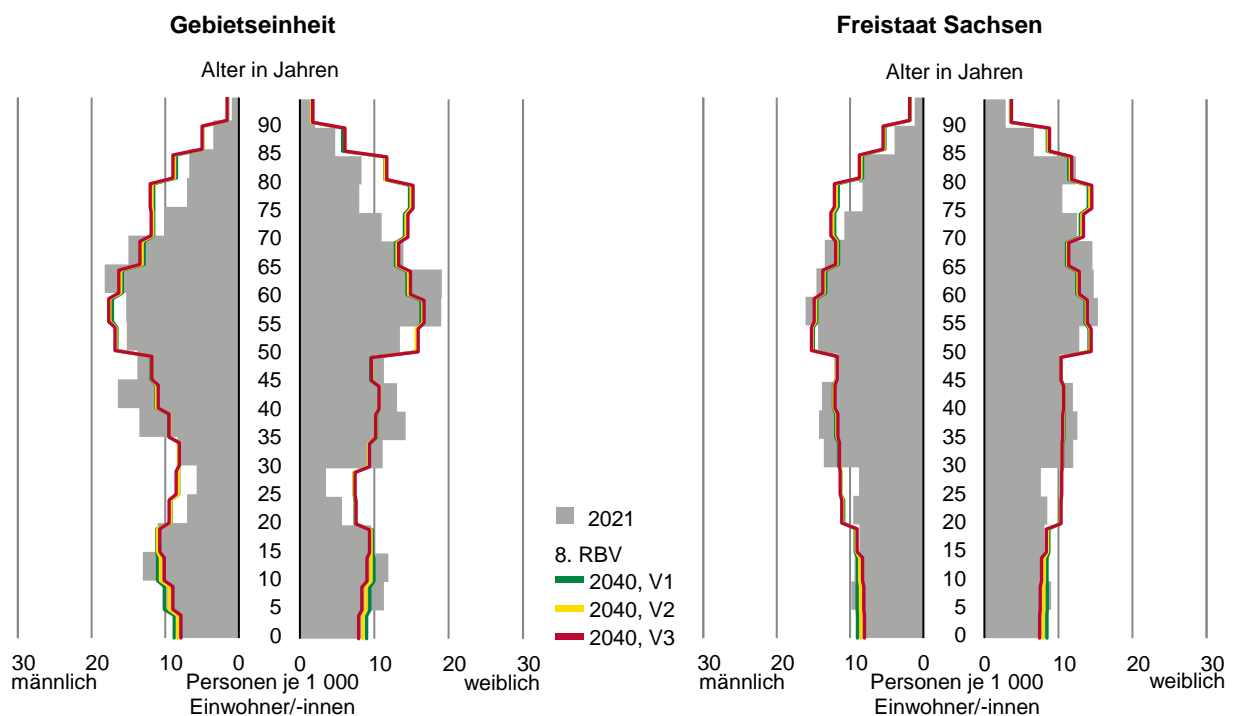 Gebietseinheit
Freistaat Sachsen
Alter in Jahren
Alter in Jahren
90
90
85
85
80
80
75
75
70
70
65
65
60
60
55
55
50
50
45
45
40
40
35
35
30
30
25
25
20
20
15
15
10
10
5
5
0
0
2021
8. RBV
2040, V1
2040, V2
2040, V3
30 20 10 0 0 10 20 30
30 20 10 0 0 10 20 30
männlich Personen je 1 000 weiblich
Einwohner/-innen
männlich Personen je 1 000 weiblich
Einwohner/-innen